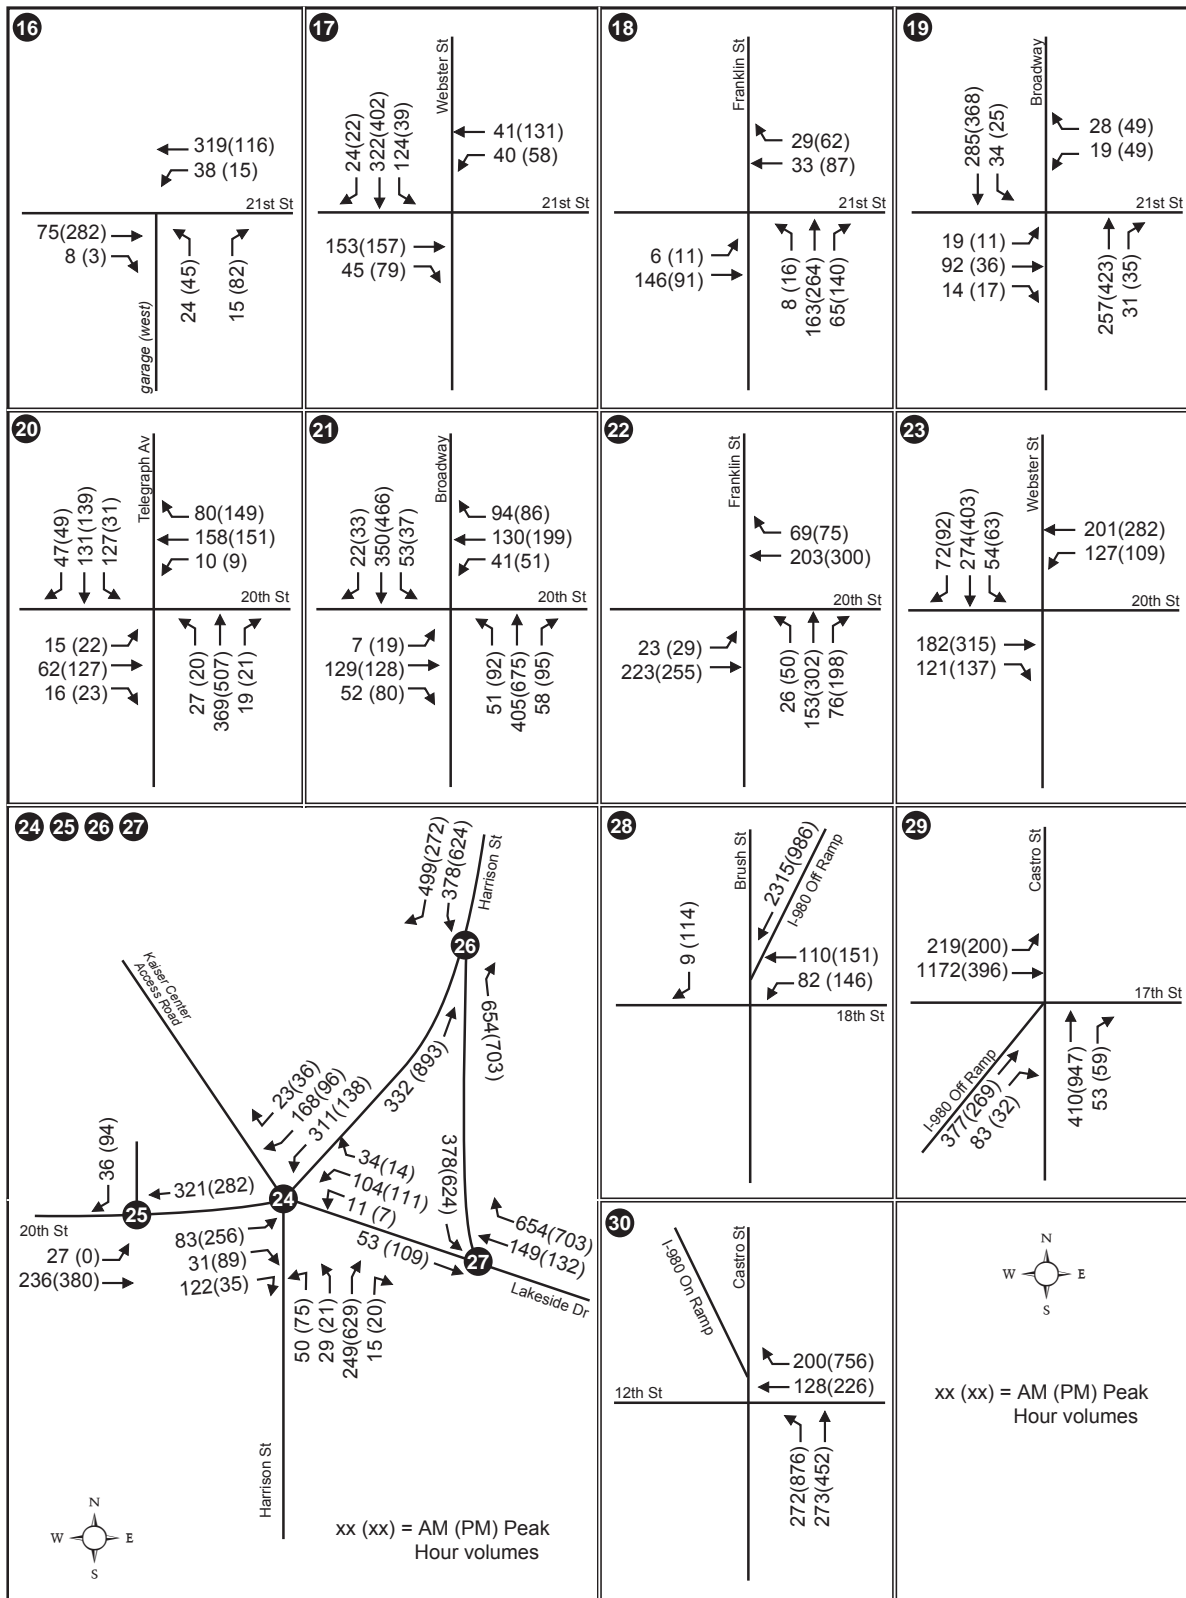 16
319(116)
38 (15)
21st St
75(282)
8 (3)
24 (45)
15 (82)
garage (west)
17
Webster St
24(22)
322(402)
124(39)
41(131)
40 (58)
21st St
153(157)
45 (79)
18
Franklin St
29(62)
33 (87)
21st St
6 (11)
146(91)
8 (16)
163(264)
65(140)
19
Broadway
285(368)
34 (25)
28 (49)
19 (49)
21st St
19 (11)
92 (36)
14 (17)
257(423)
31 (35)
20
Telegraph Av
47(49)
131(139)
127(31)
80(149)
158(151)
10 (9)
20th St
15 (22)
62(127)
16 (23)
27 (20)
369(507)
19 (21)
21
Broadway
22(33)
350(466)
53(37)
94(86)
130(199)
41(51)
20th St
7 (19)
129(128)
52 (80)
51 (92)
405(675)
58 (95)
22
Franklin St
69(75)
203(300)
20th St
23 (29)
223(255)
26 (50)
153(302)
76(198)
23
Webster St
72(92)
274(403)
54(63)
201(282)
127(109)
20th St
182(315)
121(137)
24 25 26 27
499(272)
378(624)
Harrison St
26
Kaiser Center
Access Road
654(703)
332 (893)
23(36)
168(96)
311(138)
36 (94)
321(282)
34(14)
104(111)
11 (7)
53 (109)
378(624)
24
25
20th St
27 (0)
236(380)
83(256)
31(89)
122(35)
654(703)
149(132)
27
Lakeside Dr
50 (75)
29 (21)
249(629)
15 (20)
Harrison St
N
W E
S
xx (xx) = AM (PM) Peak
Hour volumes
28
Brush St
2315(986)
I-980 Off Ramp
9 (114)
110(151)
82 (146)
18th St
29
Castro St
219(200)
1172(396)
17th St
I-980 Off Ramp
377(269)
83 (32)
410(947)
53 (59)
30
I-980 On Ramp
Castro St
200(756)
128(226)
12th St
272(876)
273(452)
N
W E
S
xx (xx) = AM (PM) Peak
Hour volumes